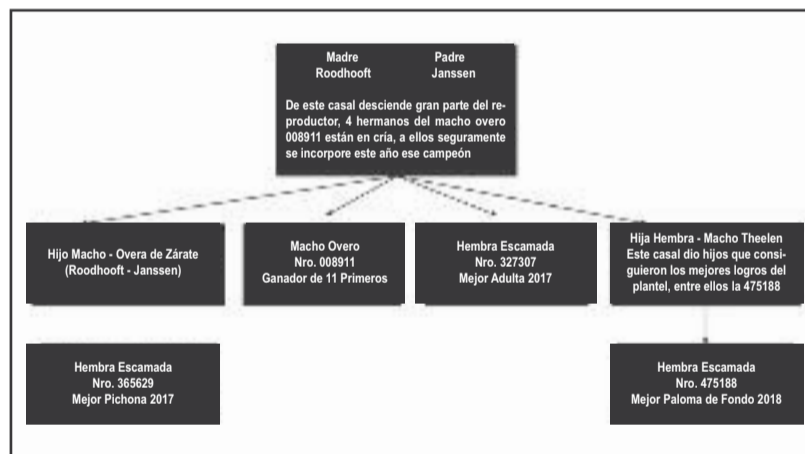 Madre Padre
Roodhooft Janssen
De este casal desciende gran parte del re-
productor, 4 hermanos del macho overo
008911 están en cría, a ellos seguramente
se incorpore este año ese campeón
Hijo Macho - Overa de Zárate
(Roodhooft - Janssen)
Macho Overo
Nro. 008911
Ganador de 11 Primeros
Hembra Escamada
Nro. 327307
Mejor Adulta 2017
Hija Hembra - Macho Theelen
Este casal dio hijos que consi-
guieron los mejores logros del
plantel, entre ellos la 475188
Hembra Escamada
Nro. 365629
Mejor Pichona 2017
Hembra Escamada
Nro. 475188
Mejor Paloma de Fondo 2018